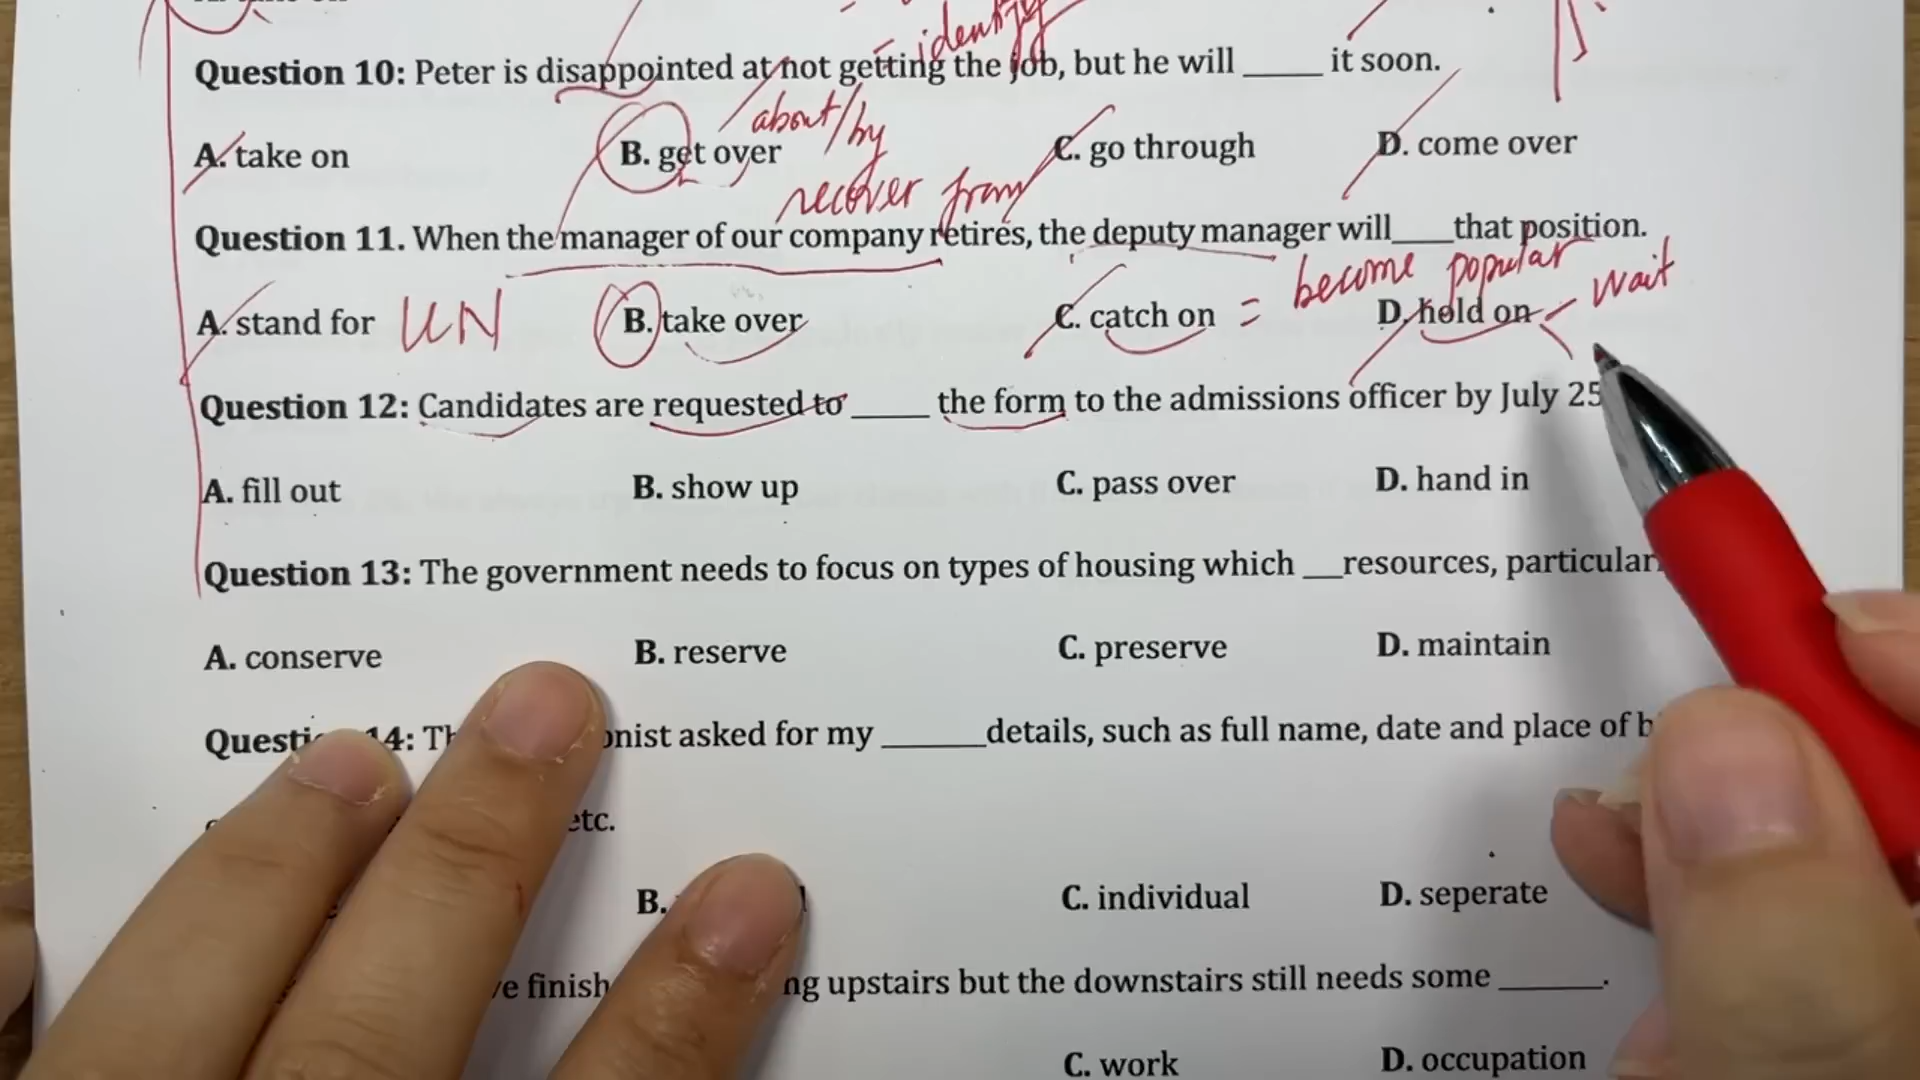 identify
Question 10: Peter is disappointed at not getting the job, but he will _____ it soon.
about/by
A. take on B. get over C. go through D. come over
recover from
Question 11. When the manager of our company retires, the deputy manager will____that position.
= become popular wait
A. stand for UN B. take over C. catch on D. hold on
Question 12: Candidates are requested to _____ the form to the admissions officer by July 25
A. fill out B. show up C. pass over D. hand in
Question 13: The government needs to focus on types of housing which ___resources,
A. conserve B. reserve C. preserve D. maintain
asked for my _______details, such as full name, date and place of
etc.
B. C. individual D. seperate
upstairs but the downstairs still needs some _______.
C. work D. occupation